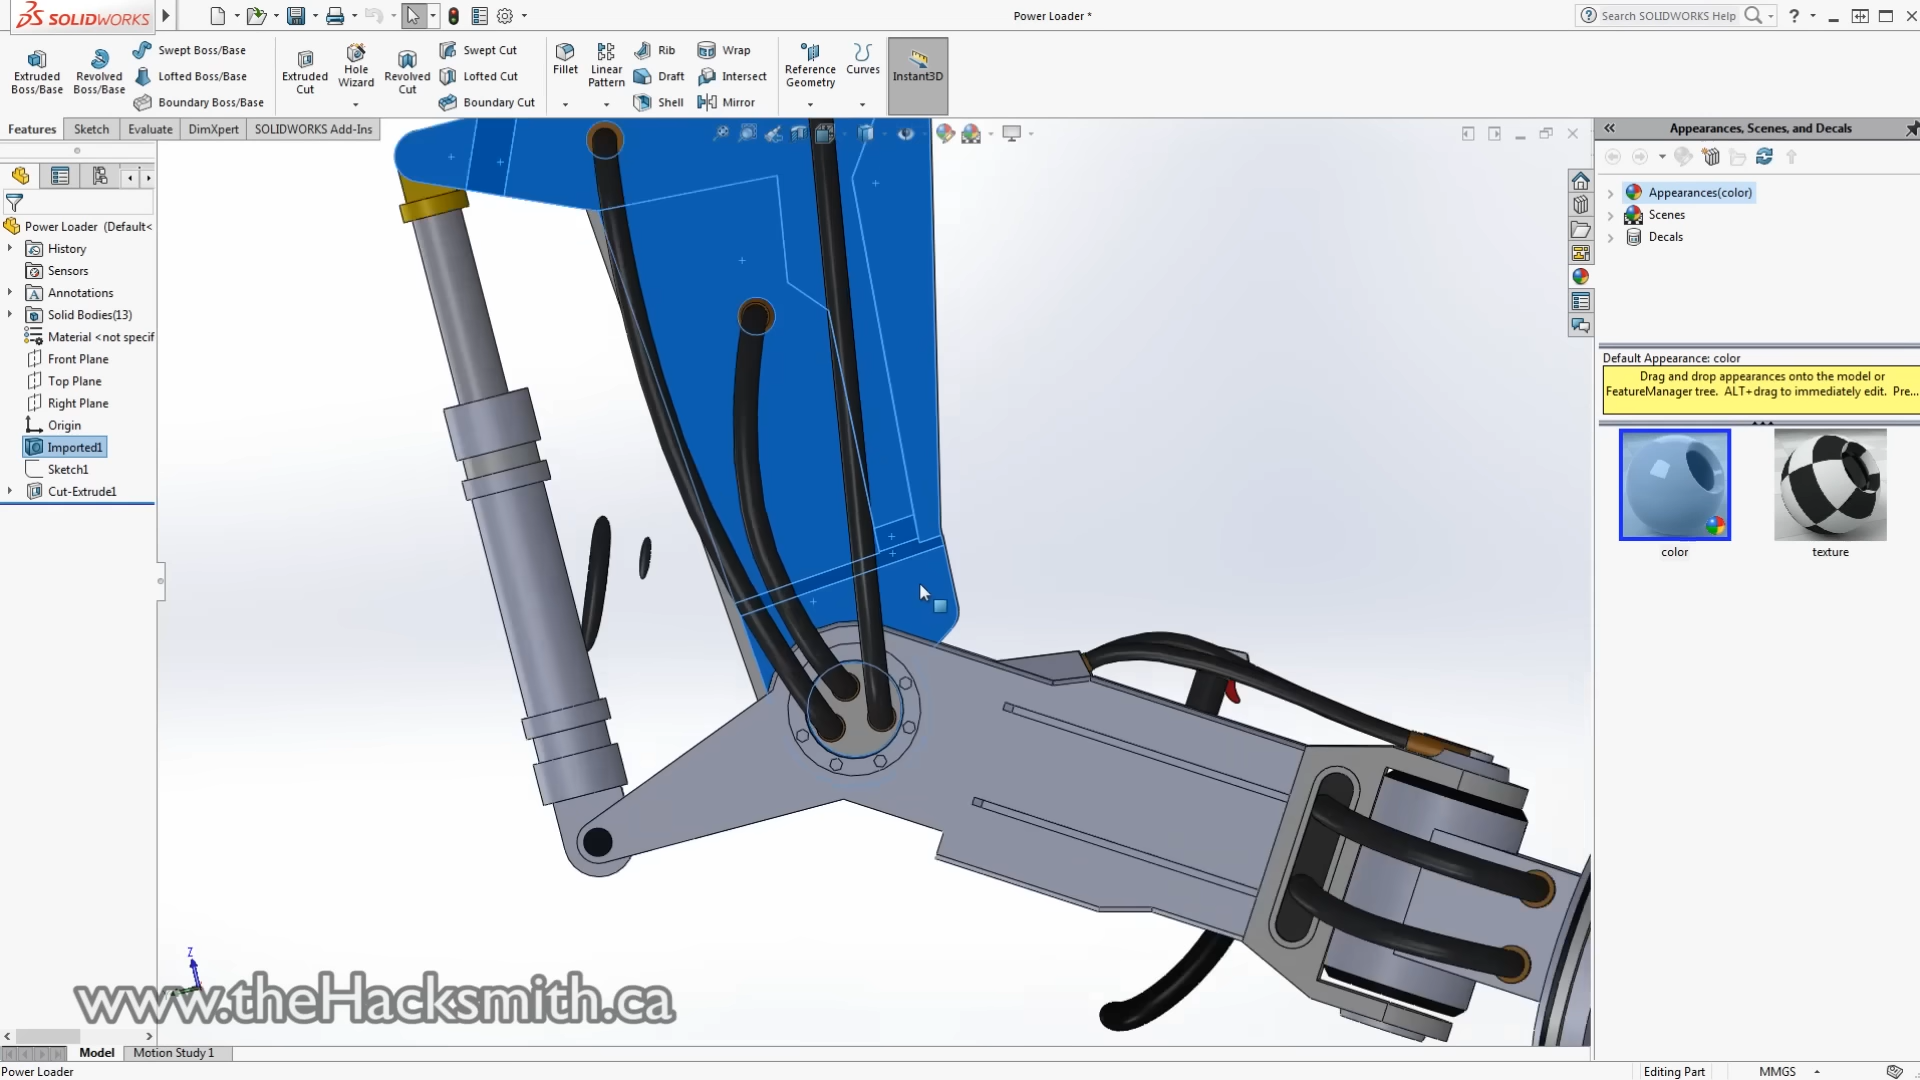 SOLIDWORKS
Power Loader *
Search SOLIDWORKS Help
Extruded Boss/Base
Revolved Boss/Base
Swept Boss/Base
Lofted Boss/Base
Boundary Boss/Base
Extruded Cut
Hole Wizard
Revolved Cut
Swept Cut
Lofted Cut
Boundary Cut
Fillet
Linear Pattern
Rib
Draft
Shell
Wrap
Intersect
Mirror
Reference Geometry
Curves
Instant3D
Features
Sketch
Evaluate
DimXpert
SOLIDWORKS Add-Ins
Power Loader (Default<
History
Sensors
Annotations
Solid Bodies(13)
Material <not specif
Front Plane
Top Plane
Right Plane
Origin
Imported1
Sketch1
Cut-Extrude1
Appearances, Scenes, and Decals
Appearances(color)
Scenes
Decals
Default Appearance: color
Drag and drop appearances onto the model or
FeatureManager tree. ALT+drag to immediately edit. Pre...
color
texture
Z
www.theHacksmith.ca
Model
Motion Study 1
Power Loader
Editing Part
MMGS